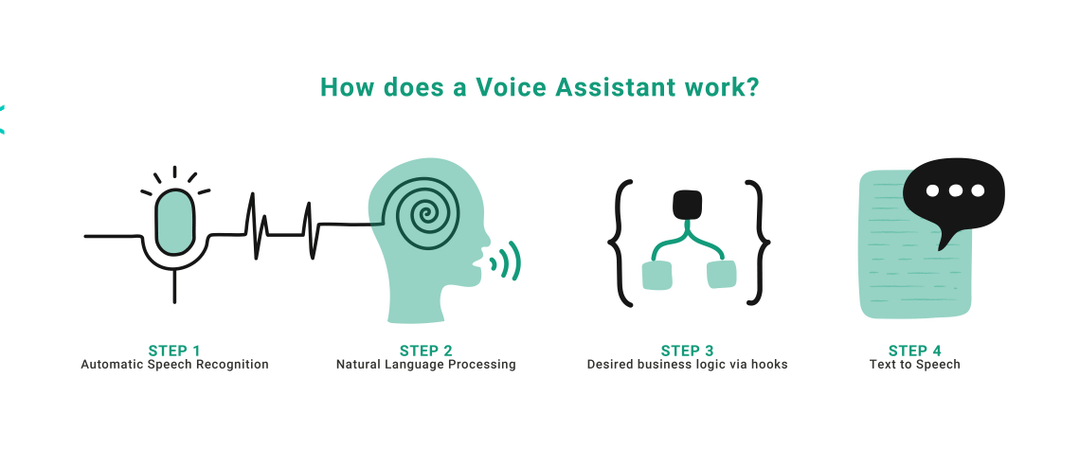 How does a Voice Assistant work?
STEP 1
Automatic Speech Recognition
STEP 2
Natural Language Processing
STEP 3
Desired business logic via hooks
STEP 4
Text to Speech